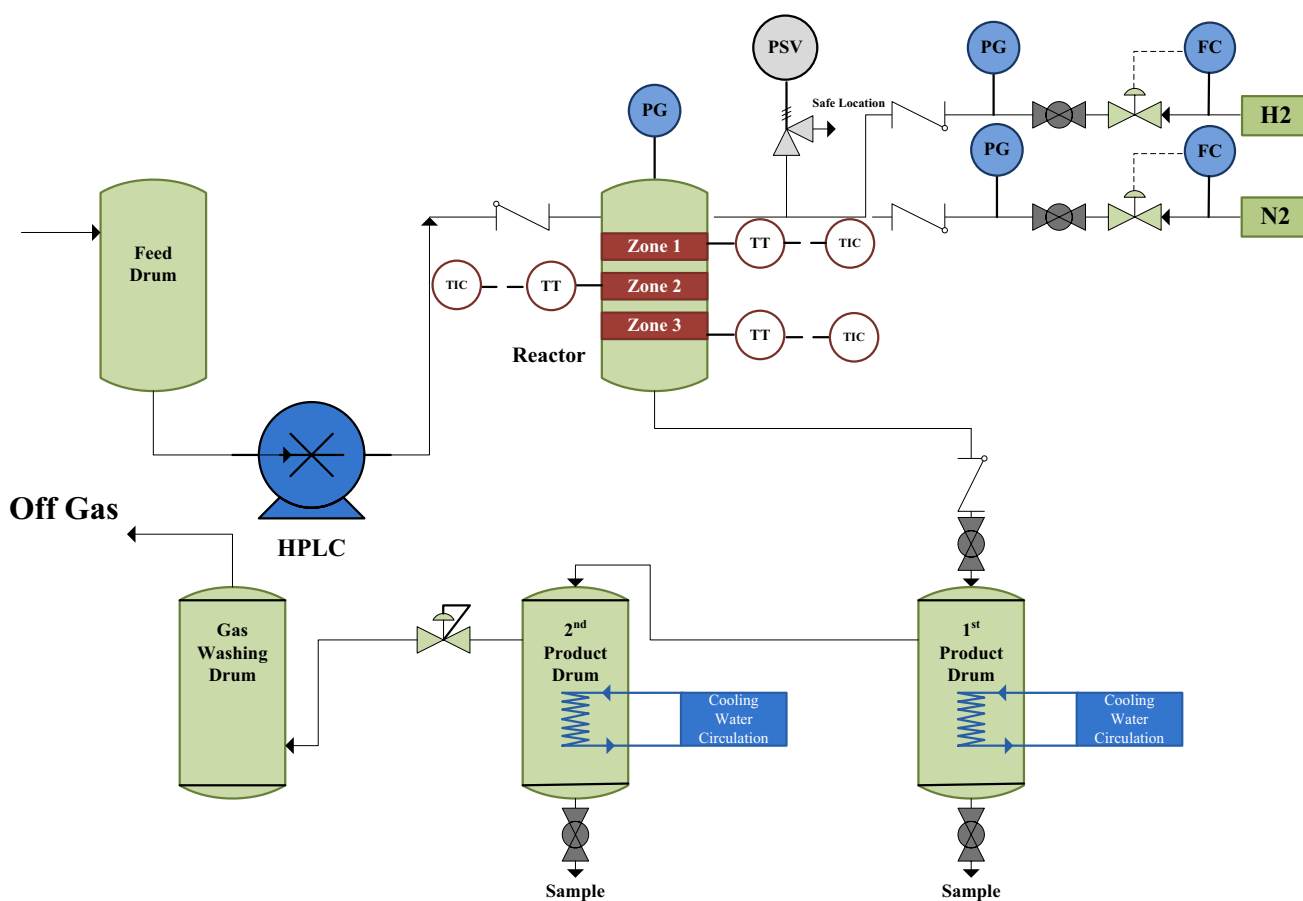 PSV
PG
FC
Safe Location
H2
PG
PG
FC
N2
Feed
Drum
Zone 1
TT
TIC
TIC
TT
Zone 2
Zone 3
TT
TIC
Reactor
Off Gas
HPLC
Gas
Washing
Drum
2nd
Product
Drum
1st
Product
Drum
Cooling
Water
Circulation
Cooling
Water
Circulation
Sample
Sample